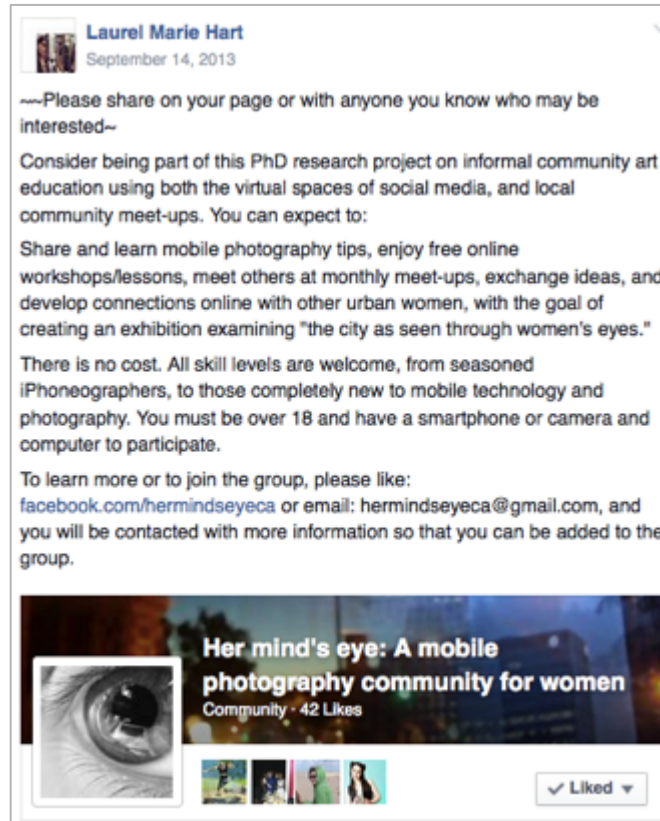 Laurel Marie Hart
September 14, 2013
~~Please share on your page or with anyone you know who may be
interested~
Consider being part of this PhD research project on informal community art
education using both the virtual spaces of social media, and local
community meet-ups. You can expect to:
Share and learn mobile photography tips, enjoy free online
workshops/lessons, meet others at monthly meet-ups, exchange ideas, and
develop connections online with other urban women, with the goal of
creating an exhibition examining "the city as seen through women's eyes."
There is no cost. All skill levels are welcome, from seasoned
iPhoneographers, to those completely new to mobile technology and
photography. You must be over 18 and have a smartphone or camera and
computer to participate.
To learn more or to join the group, please like:
facebook.com/hermindseyeca or email: hermindseyeca@gmail.com, and
you will be contacted with more information so that you can be added to the
group.
Her mind's eye: A mobile
photography community for women
Community · 42 Likes
✓ Liked ▼